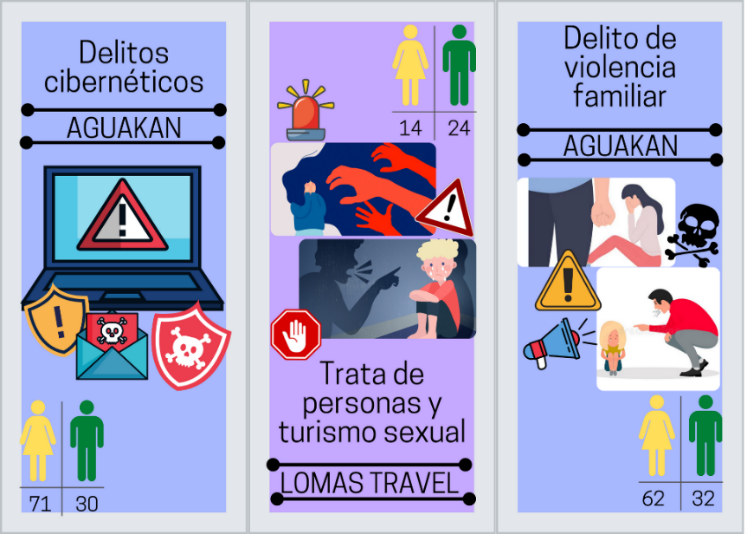 Delitos
cibernéticos
AGUAKAN
71 30
14 24
Trata de
personas y
turismo sexual
LOMAS TRAVEL
Delito de
violencia
familiar
AGUAKAN
62 32